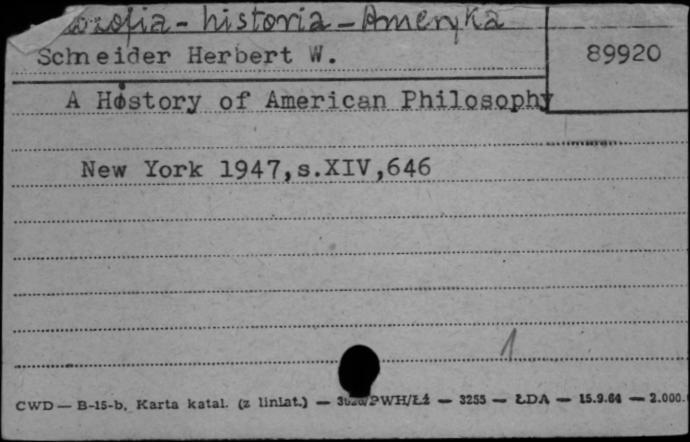 - historia - Ameryka
Schneider Herbert W.
89920
A History of American Philosophy
New York 1947,s.XIV,646
1
CWD — B-15-b, Karta katal. (z liniat.) — PWH/Łź — 3255 — ŁDA — 15.9.64 — 2.000.